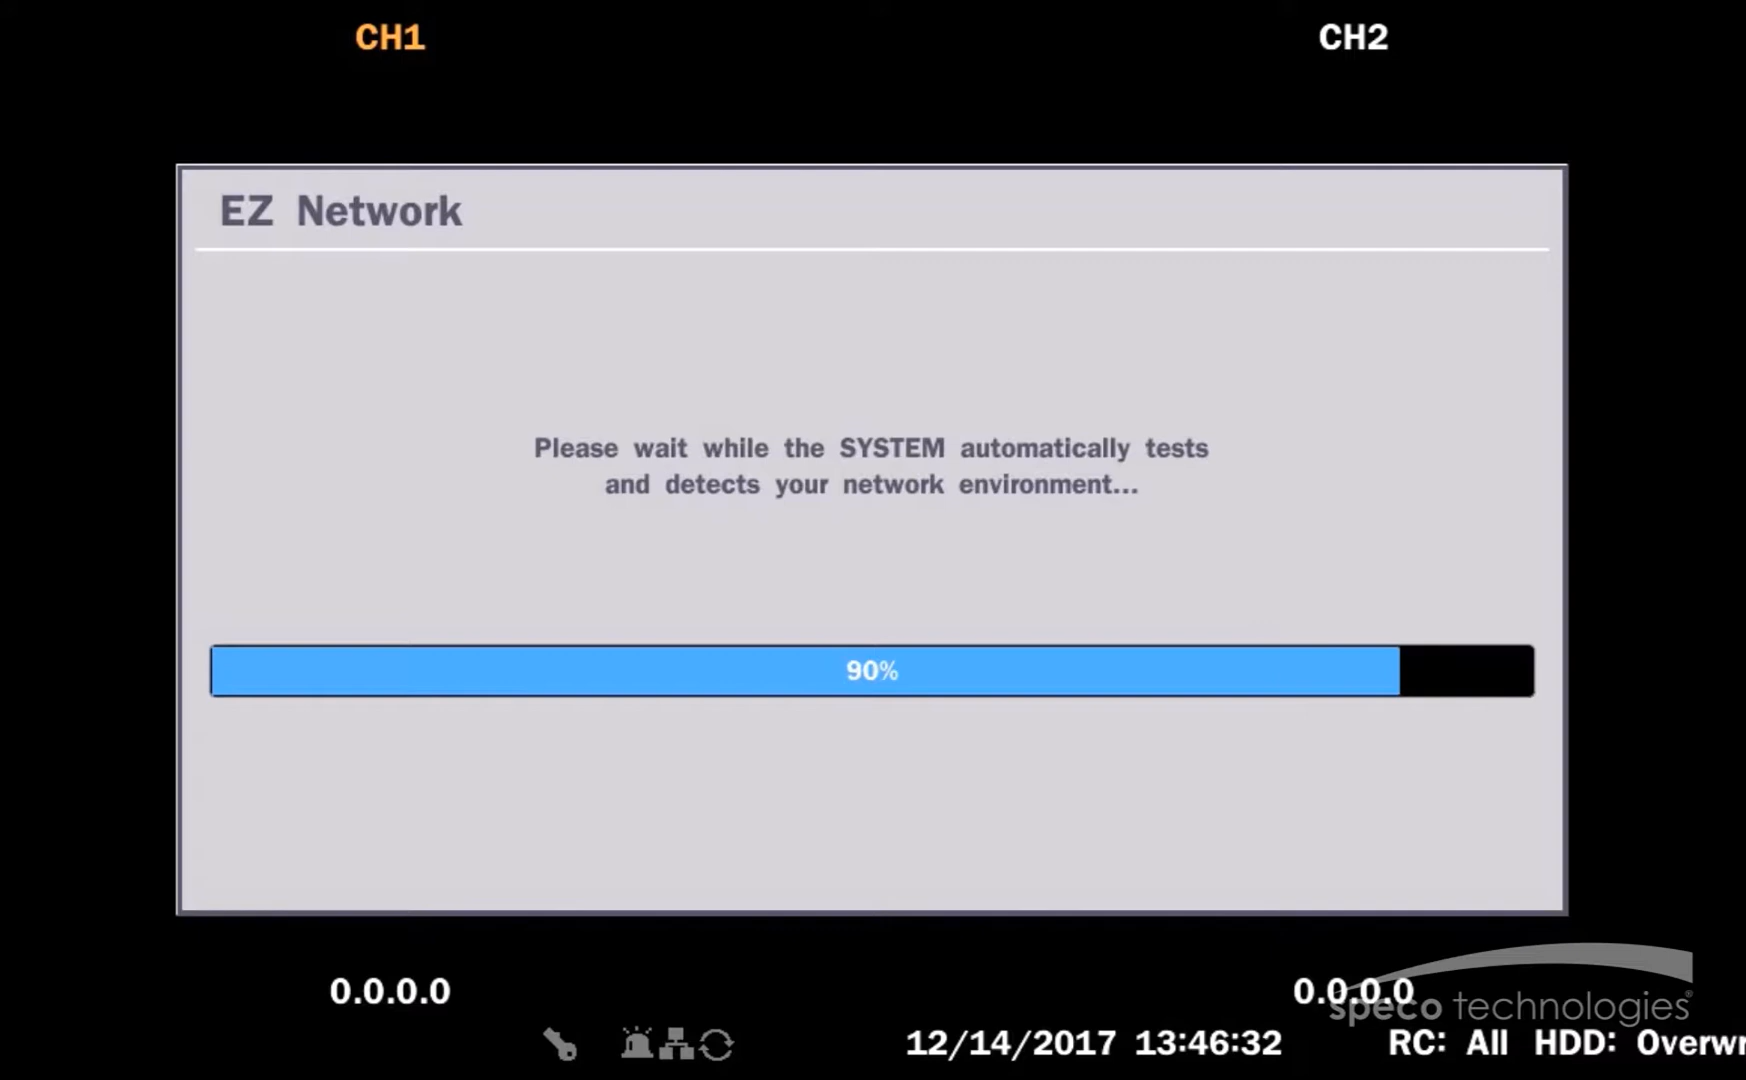 CH1
CH2
EZ Network
Please wait while the SYSTEM automatically tests
and detects your network environment...
90%
0.0.0.0
0.0.0.0
speco technologies®
12/14/2017 13:46:32
RC: All HDD: Overwr